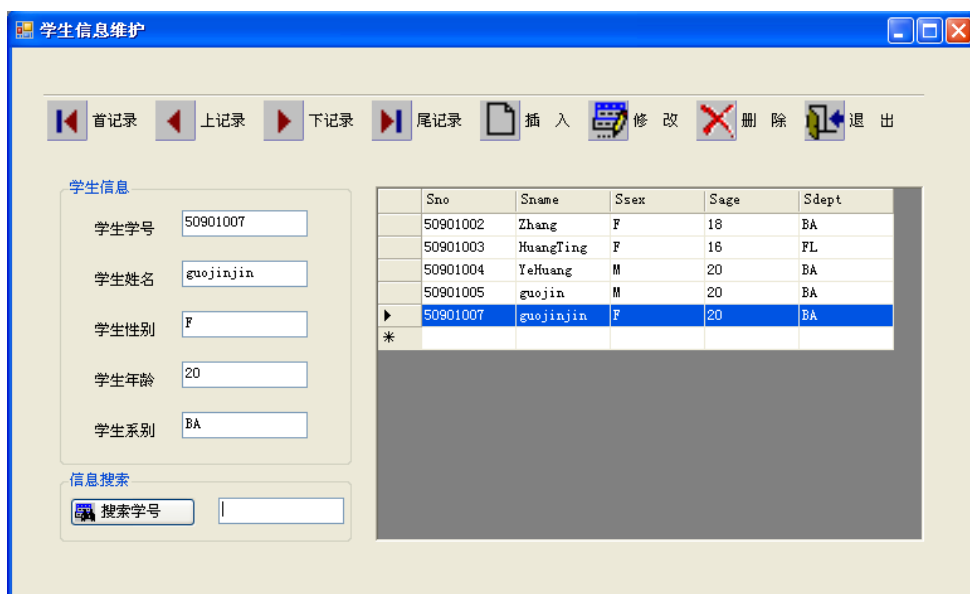 学生信息维护
首记录 上记录 下记录 尾记录 插 入 修 改 删 除 退 出
学生信息
学生学号 50901007
学生姓名 guojinjin
学生性别 F
学生年龄 20
学生系别 BA
信息搜索
搜索学号
Sno Sname Ssex Sage Sdept
50901002 Zhang F 18 BA
50901003 HuangTing F 16 FL
50901004 YeHuang M 20 BA
50901005 guojin M 20 BA
50901007 guojinjin F 20 BA